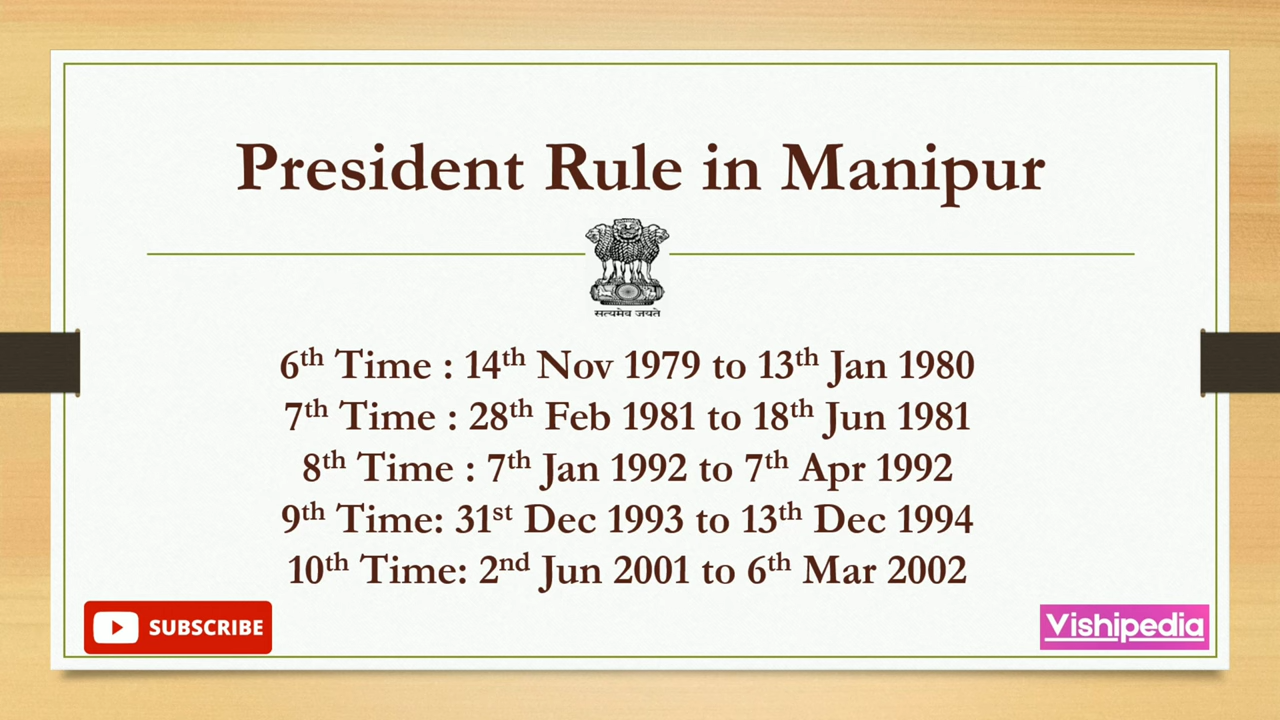 President Rule in Manipur
सत्यमेव जयते
6th Time : 14th Nov 1979 to 13th Jan 1980
7th Time : 28th Feb 1981 to 18th Jun 1981
8th Time : 7th Jan 1992 to 7th Apr 1992
9th Time: 31st Dec 1993 to 13th Dec 1994
10th Time: 2nd Jun 2001 to 6th Mar 2002
SUBSCRIBE
Vishipedia